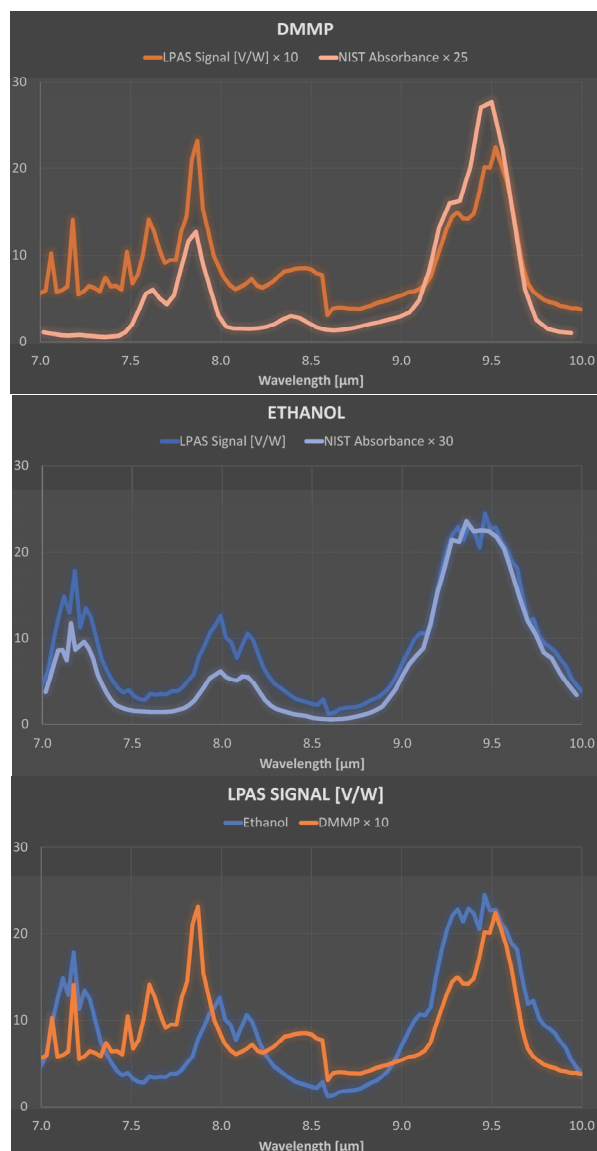 DMMP
LPAS Signal [V/W] × 10 NIST Absorbance × 25
30
20
10
0
7.0 7.5 8.0 8.5 9.0 9.5 10.0
Wavelength [µm]
ETHANOL
LPAS Signal [V/W] NIST Absorbance × 30
30
20
10
0
7.0 7.5 8.0 8.5 9.0 9.5 10.0
Wavelength [µm]
LPAS SIGNAL [V/W]
Ethanol DMMP × 10
30
20
10
0
7.0 7.5 8.0 8.5 9.0 9.5 10.0
Wavelength [µm]